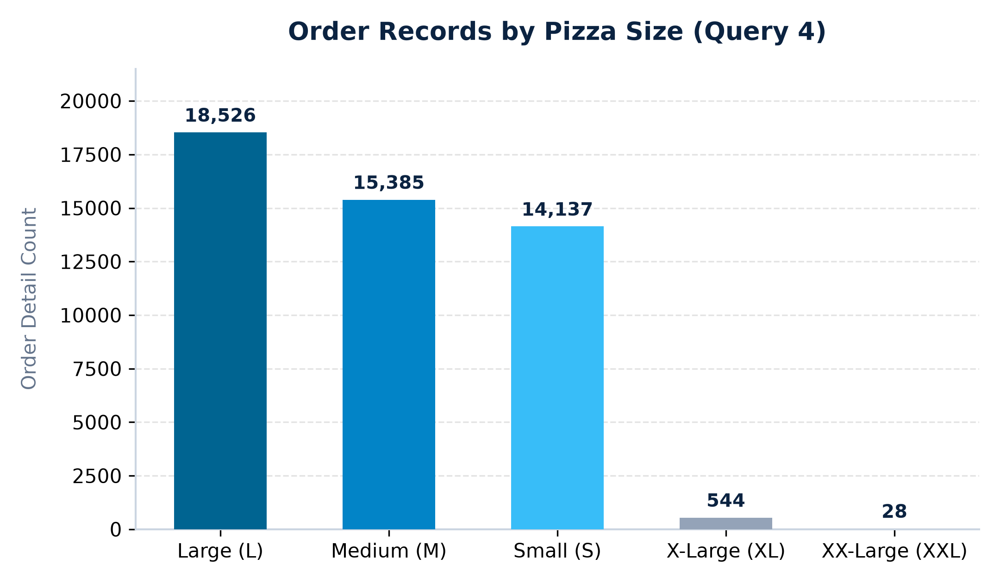 Order Records by Pizza Size (Query 4)
Order Detail Count
20000
17500
15000
12500
10000
7500
5000
2500
0
18,526
15,385
14,137
544
28
Large (L)
Medium (M)
Small (S)
X-Large (XL)
XX-Large (XXL)